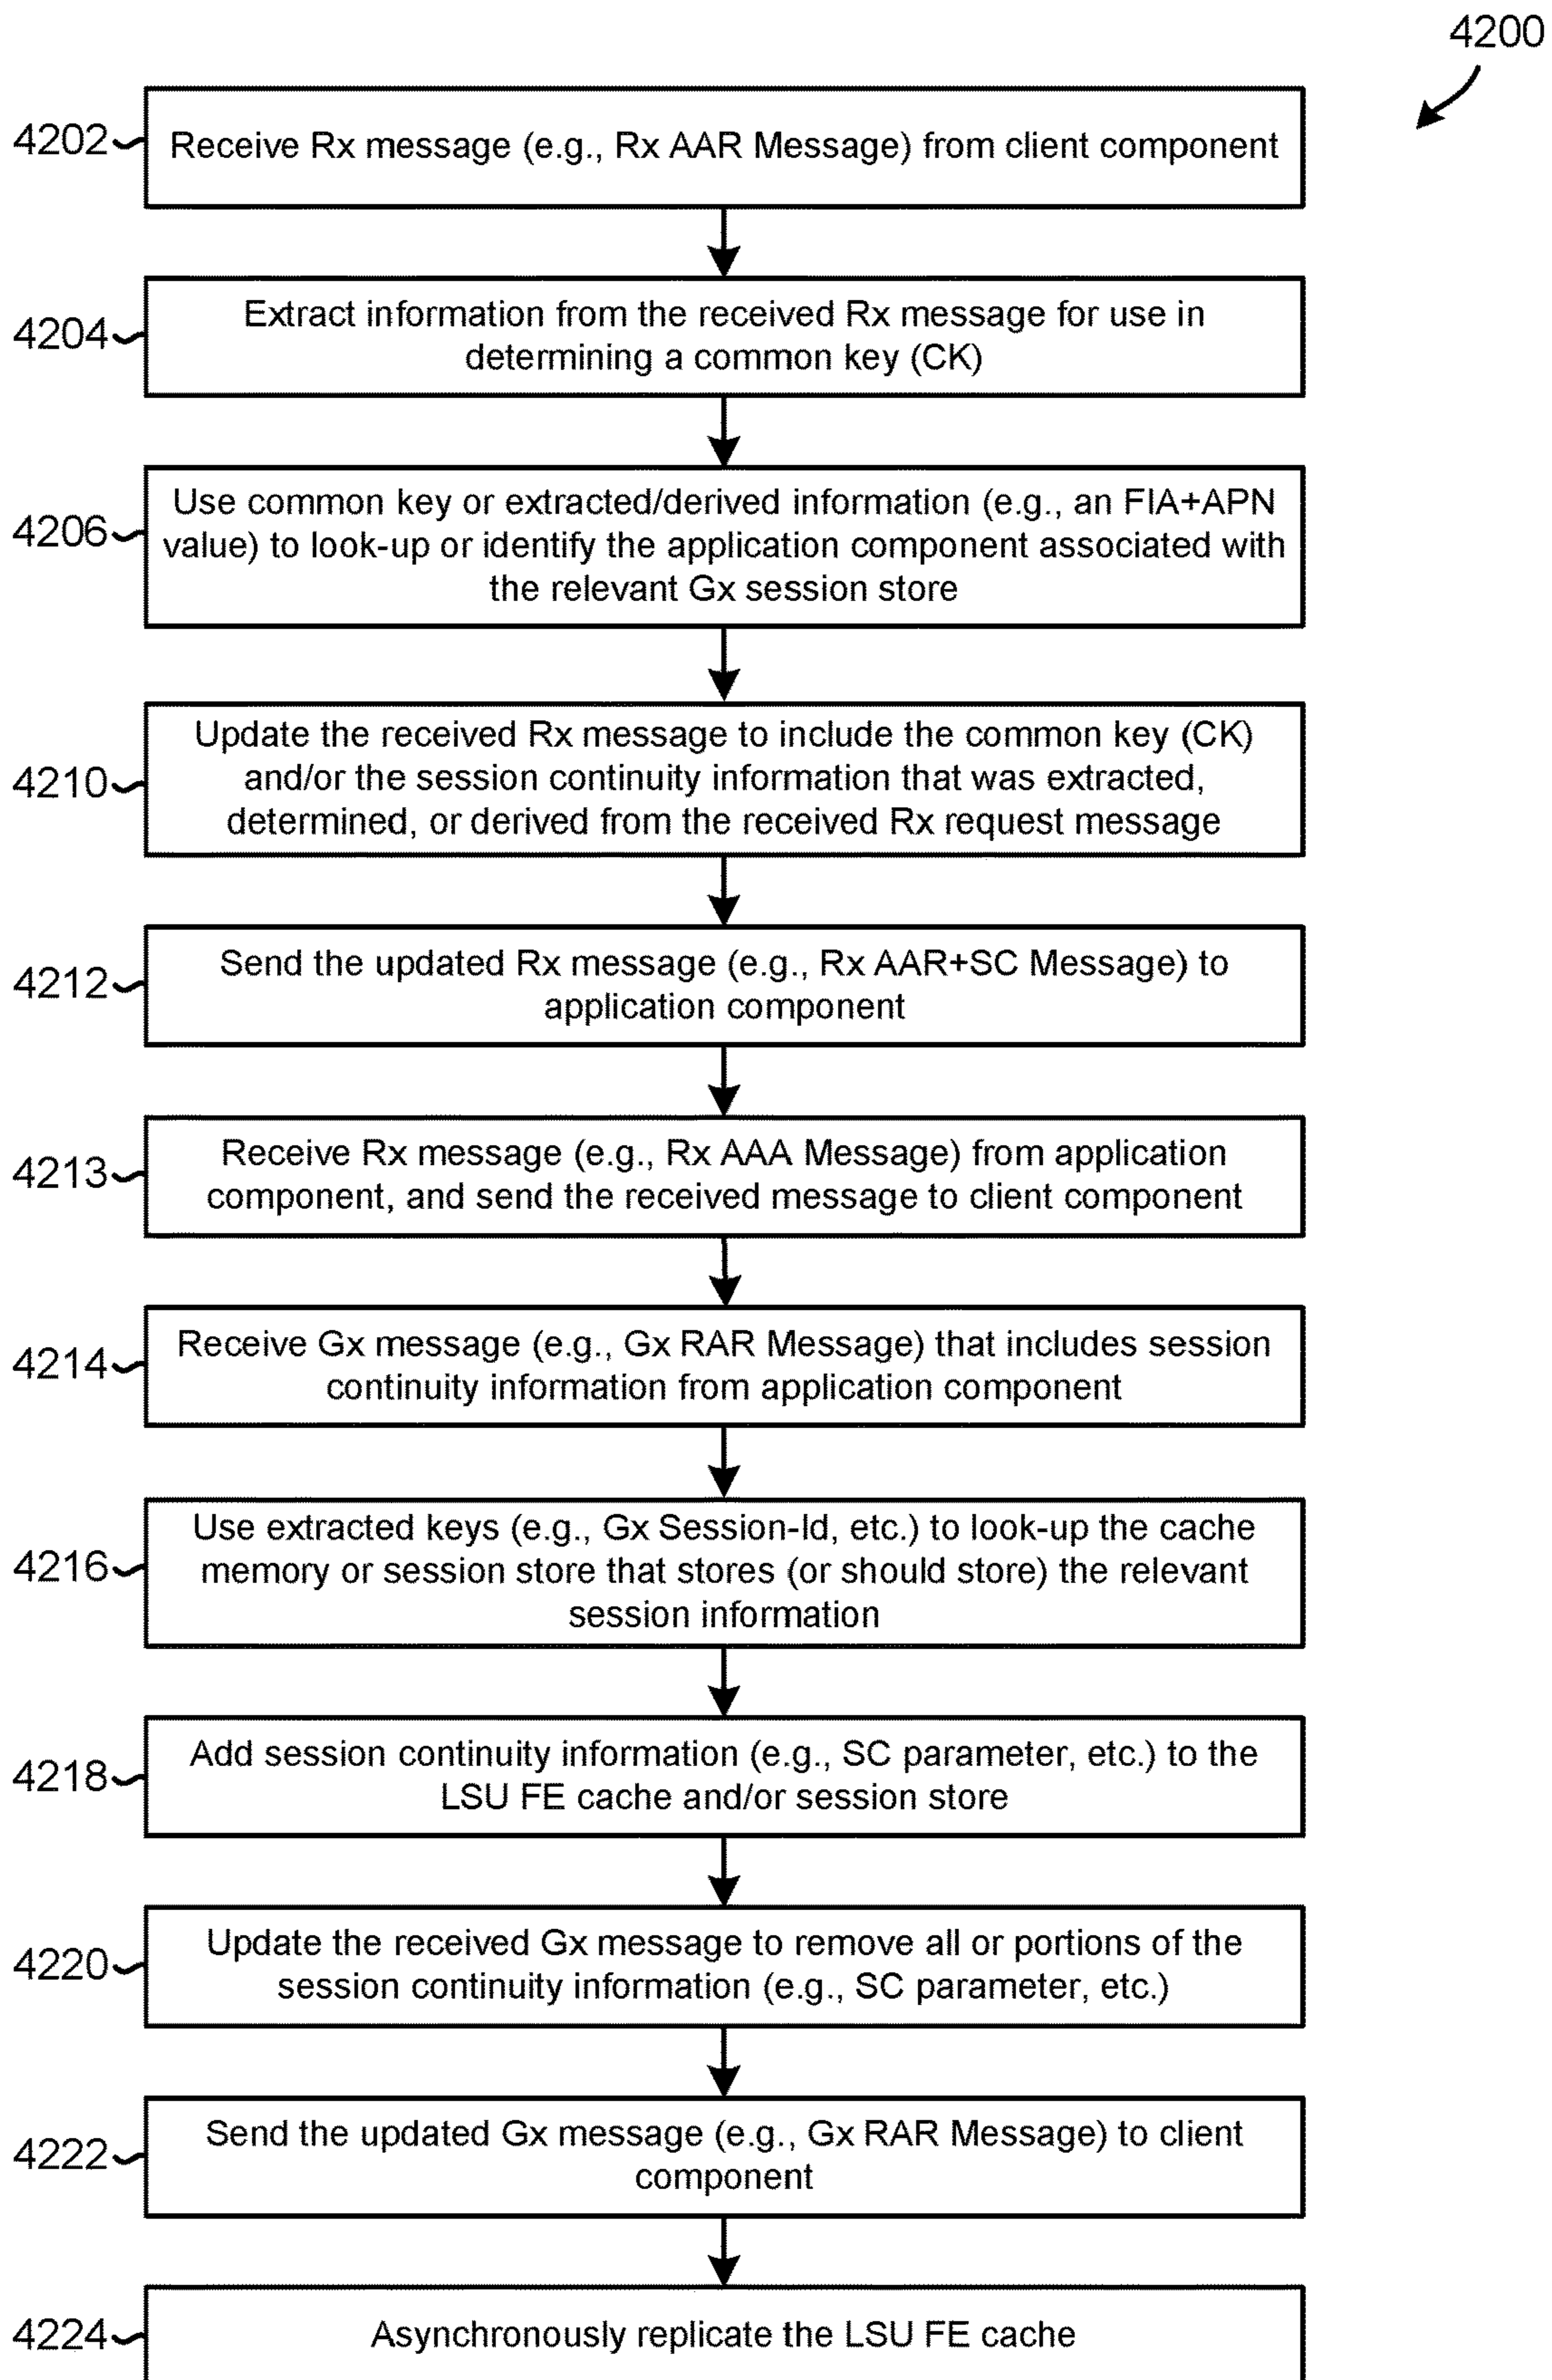 4200
4202
Receive Rx message (e.g., Rx AAR Message) from client component
4204
Extract information from the received Rx message for use in
determining a common key (CK)
4206
Use common key or extracted/derived information (e.g., an FIA+APN
value) to look-up or identify the application component associated with
the relevant Gx session store
4210
Update the received Rx message to include the common key (CK)
and/or the session continuity information that was extracted,
determined, or derived from the received Rx request message
4212
Send the updated Rx message (e.g., Rx AAR+SC Message) to
application component
4213
Receive Rx message (e.g., Rx AAA Message) from application
component, and send the received message to client component
4214
Receive Gx message (e.g., Gx RAR Message) that includes session
continuity information from application component
4216
Use extracted keys (e.g., Gx Session-Id, etc.) to look-up the cache
memory or session store that stores (or should store) the relevant
session information
4218
Add session continuity information (e.g., SC parameter, etc.) to the
LSU FE cache and/or session store
4220
Update the received Gx message to remove all or portions of the
session continuity information (e.g., SC parameter, etc.)
4222
Send the updated Gx message (e.g., Gx RAR Message) to client
component
4224
Asynchronously replicate the LSU FE cache